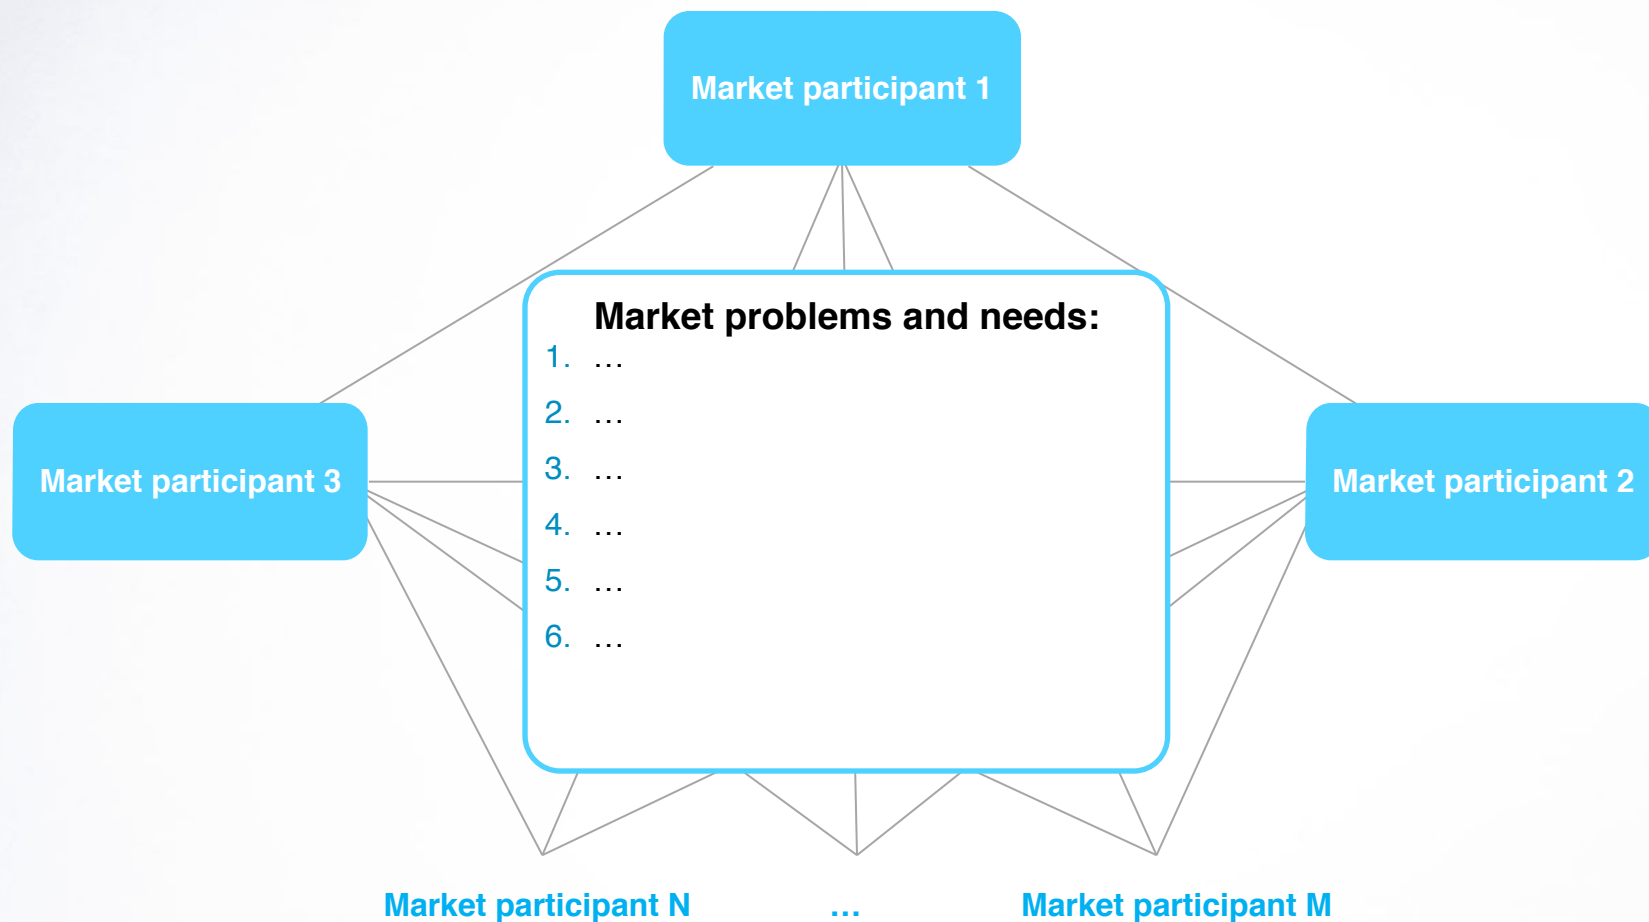 Market participant 1
Market problems and needs:
1. …
2. …
3. …
4. …
5. …
6. …
Market participant 3
Market participant 2
Market participant N … Market participant M